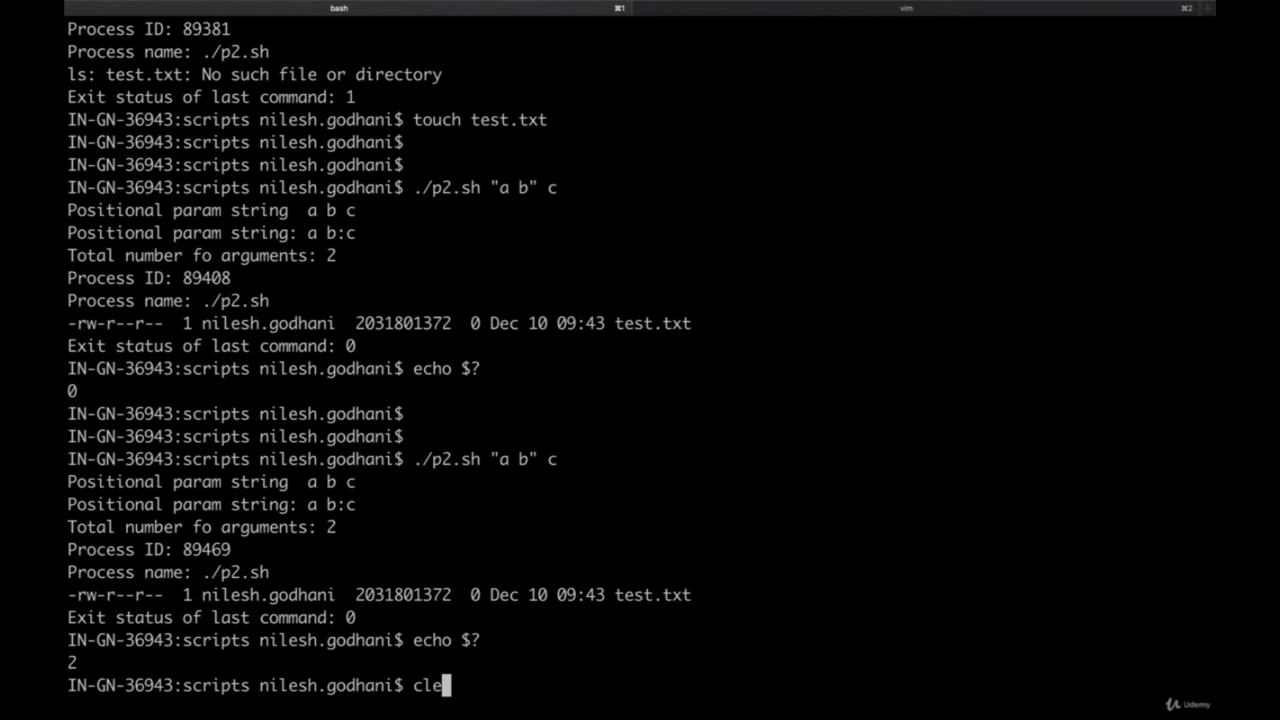 bash ⌘1 vim ⌘2 +
Process ID: 89381
Process name: ./p2.sh
ls: test.txt: No such file or directory
Exit status of last command: 1
IN-GN-36943:scripts nilesh.godhani$ touch test.txt
IN-GN-36943:scripts nilesh.godhani$
IN-GN-36943:scripts nilesh.godhani$
IN-GN-36943:scripts nilesh.godhani$ ./p2.sh "a b" c
Positional param string  a b c
Positional param string: a b:c
Total number fo arguments: 2
Process ID: 89408
Process name: ./p2.sh
-rw-r--r--  1 nilesh.godhani  2031801372  0 Dec 10 09:43 test.txt
Exit status of last command: 0
IN-GN-36943:scripts nilesh.godhani$ echo $?
0
IN-GN-36943:scripts nilesh.godhani$
IN-GN-36943:scripts nilesh.godhani$
IN-GN-36943:scripts nilesh.godhani$ ./p2.sh "a b" c
Positional param string  a b c
Positional param string: a b:c
Total number fo arguments: 2
Process ID: 89469
Process name: ./p2.sh
-rw-r--r--  1 nilesh.godhani  2031801372  0 Dec 10 09:43 test.txt
Exit status of last command: 0
IN-GN-36943:scripts nilesh.godhani$ echo $?
2
IN-GN-36943:scripts nilesh.godhani$ cle
Udemy